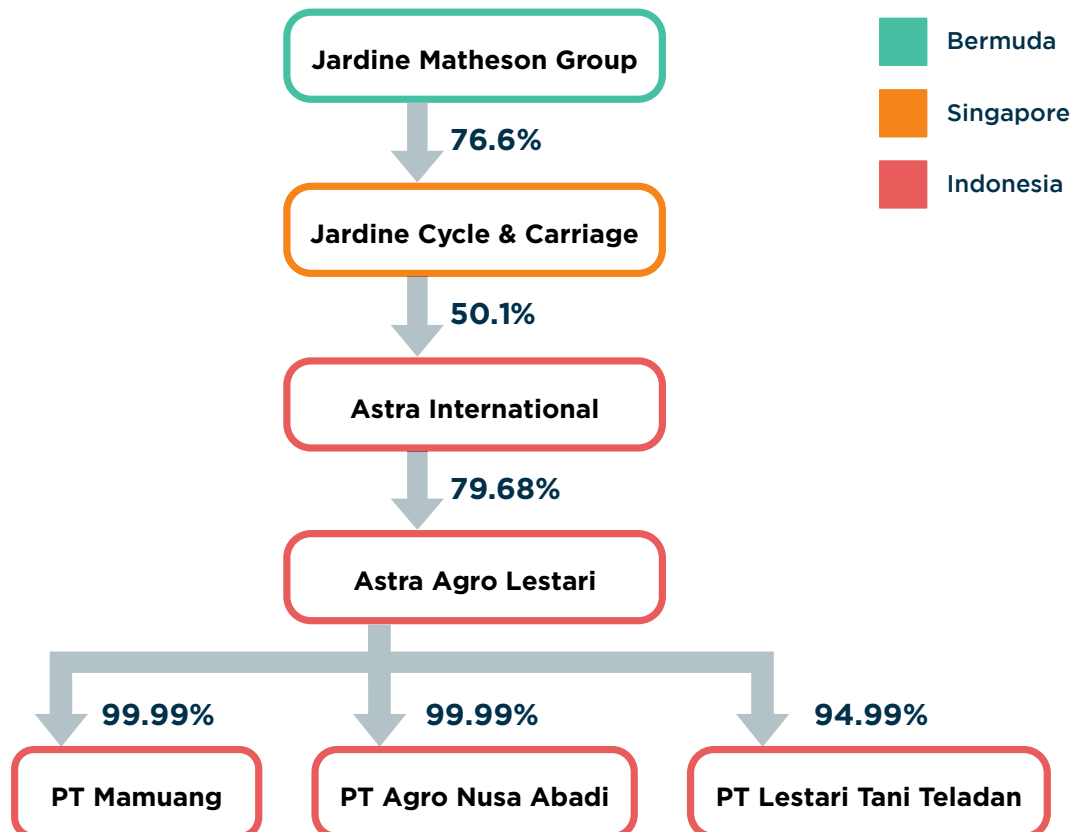 Jardine Matheson Group
Bermuda
Singapore
Indonesia
76.6%
Jardine Cycle & Carriage
50.1%
Astra International
79.68%
Astra Agro Lestari
99.99%
99.99%
94.99%
PT Mamuang
PT Agro Nusa Abadi
PT Lestari Tani Teladan